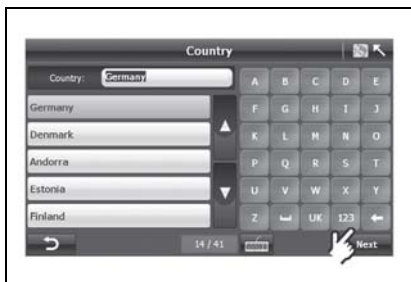 Country
Country: Germany
A B C D E
Germany
F G H I J
Denmark
K L M N O
Andorra
P Q R S T
Estonia
U V W X Y
Finland
Z UK 123
14 / 41
Next